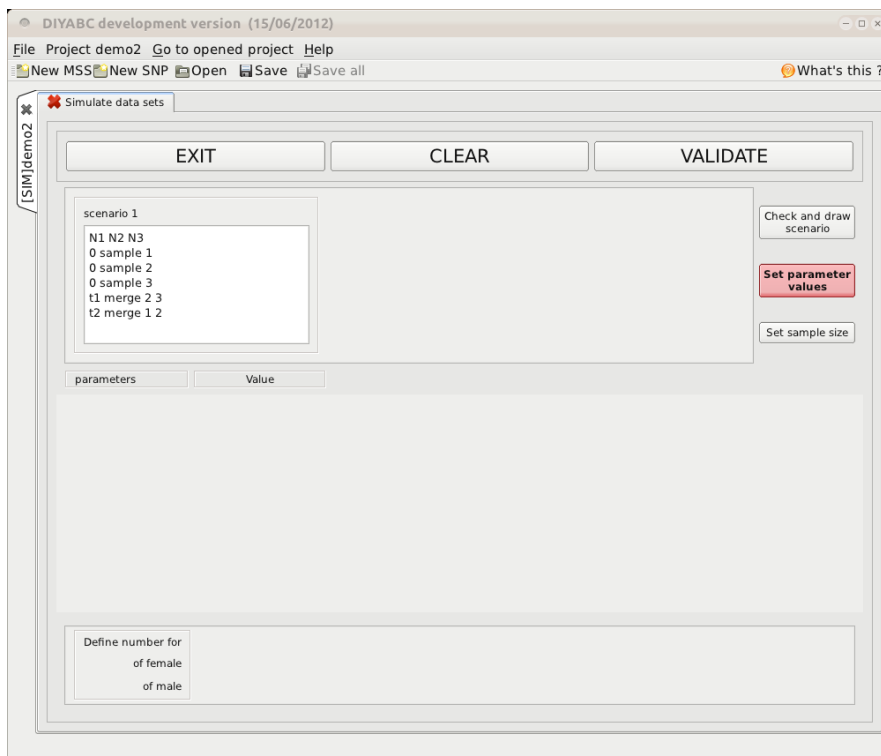 DIYABC development version (15/06/2012)
File Project demo2 Go to opened project Help
New MSS New SNP Open Save Save all What's this ?
[SIM]demo2
Simulate data sets
EXIT CLEAR VALIDATE
scenario 1
N1 N2 N3
0 sample 1
0 sample 2
0 sample 3
t1 merge 2 3
t2 merge 1 2
Check and draw
scenario
Set parameter
values
Set sample size
parameters Value
Define number for
of female
of male